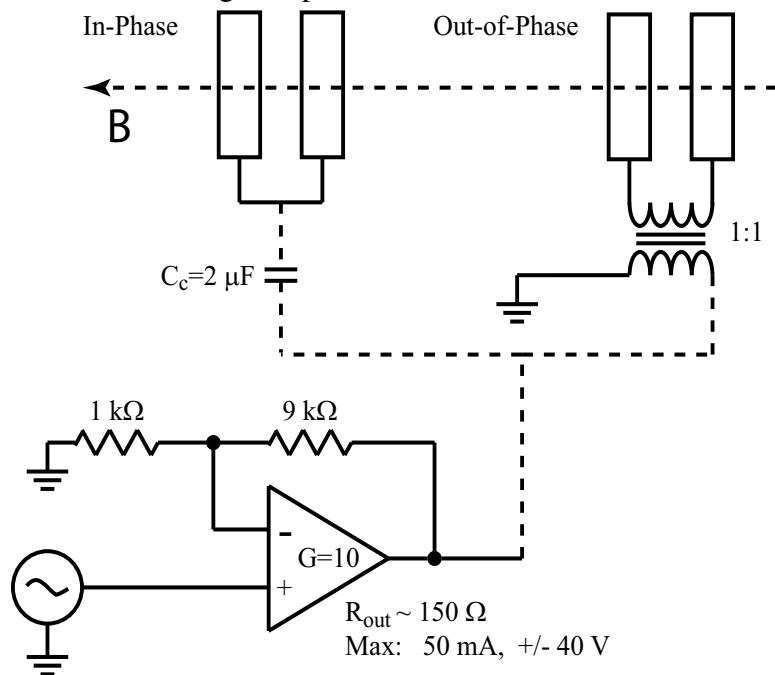 In-Phase
Out-of-Phase
B
1:1
C_c=2 μF
1 kΩ
9 kΩ
-
G=10
+
R_out ~ 150 Ω
Max: 50 mA, +/- 40 V